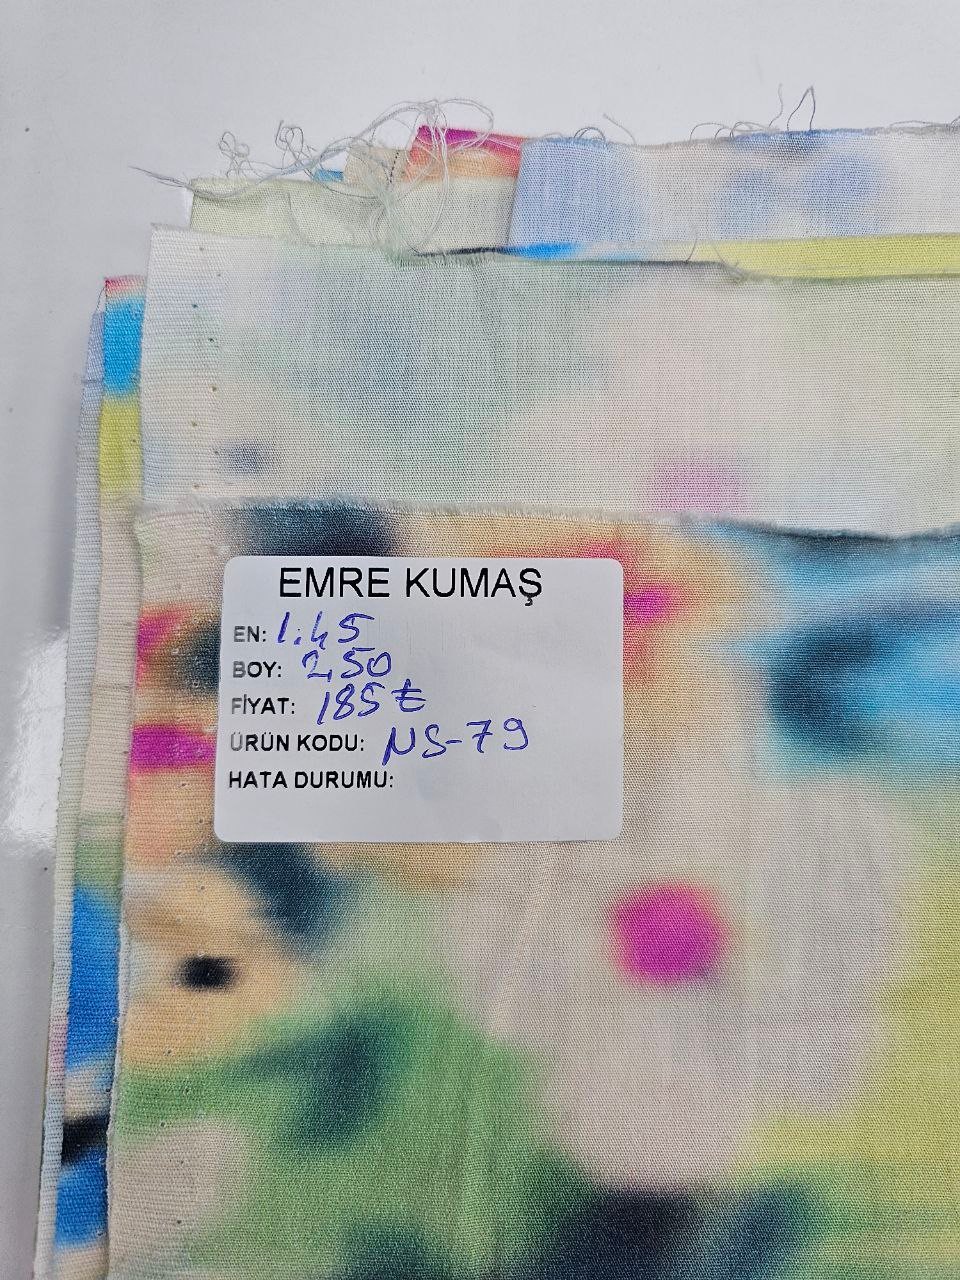 EMRE KUMAŞ
EN: 1.45
BOY: 2,50
FİYAT: 185 ₺
ÜRÜN KODU: NS-79
HATA DURUMU: